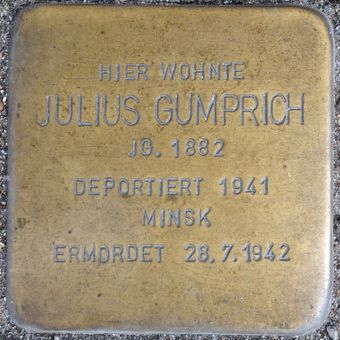 HIER WOHNTE
JULIUS GUMPRICH
JG. 1882
DEPORTIERT 1941
MINSK
ERMORDET 28.7.1942